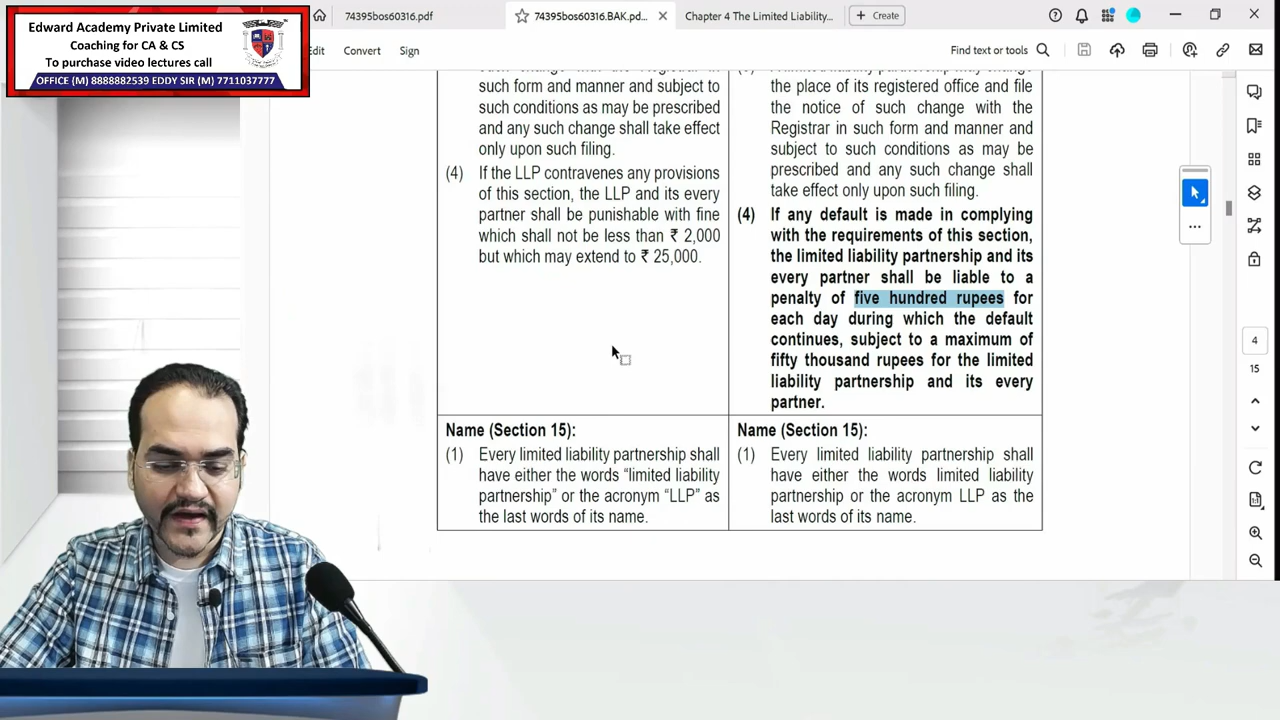 Edward Academy Private Limited
Coaching for CA & CS
To purchase video lectures call
OFFICE (M) 8888882539 EDDY SIR (M) 7711037777
74395bos60316.pdf
74395bos60316.BAK.pd...
Chapter 4 The Limited Liability...
Create
Edit
Convert
Sign
Find text or tools
such form and manner and subject to
such conditions as may be prescribed
and any such change shall take effect
only upon such filing.
(4) If the LLP contravenes any provisions
of this section, the LLP and its every
partner shall be punishable with fine
which shall not be less than ₹ 2,000
but which may extend to ₹ 25,000.
the place of its registered office and file
the notice of such change with the
Registrar in such form and manner and
subject to such conditions as may be
prescribed and any such change shall
take effect only upon such filing.
(4) If any default is made in complying
with the requirements of this section,
the limited liability partnership and its
every partner shall be liable to a
penalty of five hundred rupees for
each day during which the default
continues, subject to a maximum of
fifty thousand rupees for the limited
liability partnership and its every
partner.
Name (Section 15):
(1) Every limited liability partnership shall
have either the words “limited liability
partnership” or the acronym “LLP” as
the last words of its name.
Name (Section 15):
(1) Every limited liability partnership shall
have either the words limited liability
partnership or the acronym LLP as the
last words of its name.
4
15